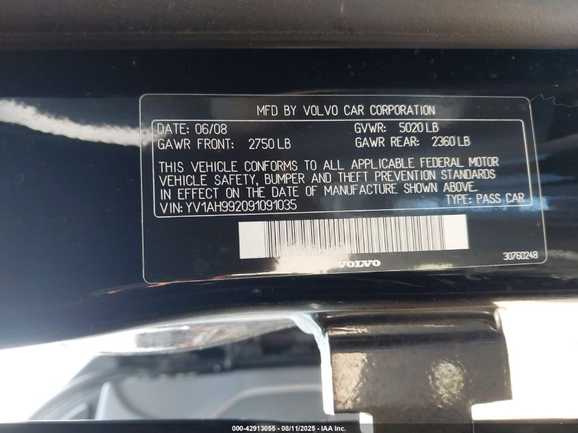 MFD BY VOLVO CAR CORPORATION
DATE: 06/08 GVWR: 5020 LB
GAWR FRONT: 2750 LB GAWR REAR: 2360 LB
THIS VEHICLE CONFORMS TO ALL APPLICABLE FEDERAL MOTOR
VEHICLE SAFETY, BUMPER AND THEFT PREVENTION STANDARDS
IN EFFECT ON THE DATE OF MANUFACTURE SHOWN ABOVE.
VIN: YV1AH992091091035 TYPE: PASS CAR
30760248
VOLVO
000-42913055 - 08/11/2025 - IAA Inc.